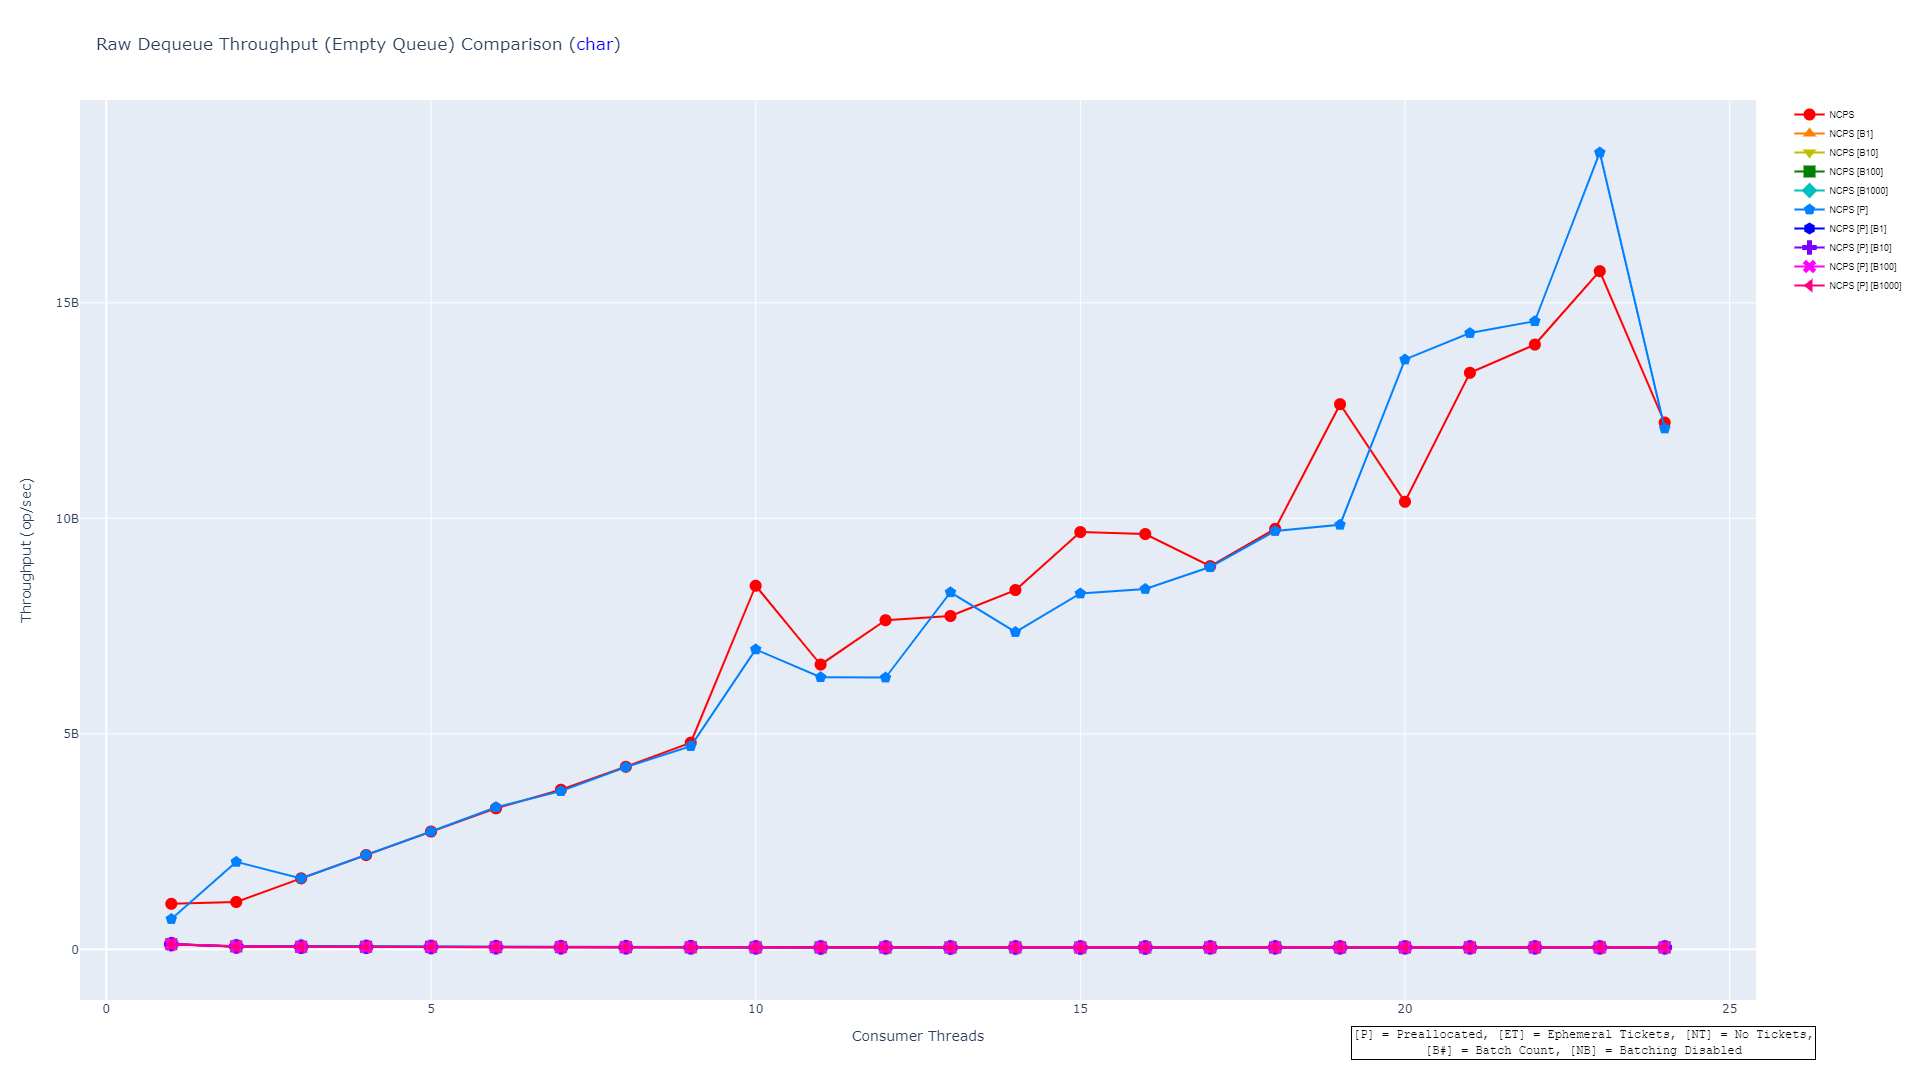 Raw Dequeue Throughput (Empty Queue) Comparison (char)
NCPS
NCPS [B1]
NCPS [B10]
NCPS [B100]
NCPS [B1000]
NCPS [P]
NCPS [P] [B1]
NCPS [P] [B10]
NCPS [P] [B100]
NCPS [P] [B1000]
15B
10B
5B
0
Throughput (op/sec)
0 5 10 15 20 25
Consumer Threads
[P] = Preallocated, [ET] = Ephemeral Tickets, [NT] = No Tickets,
[B#] = Batch Count, [NB] = Batching Disabled